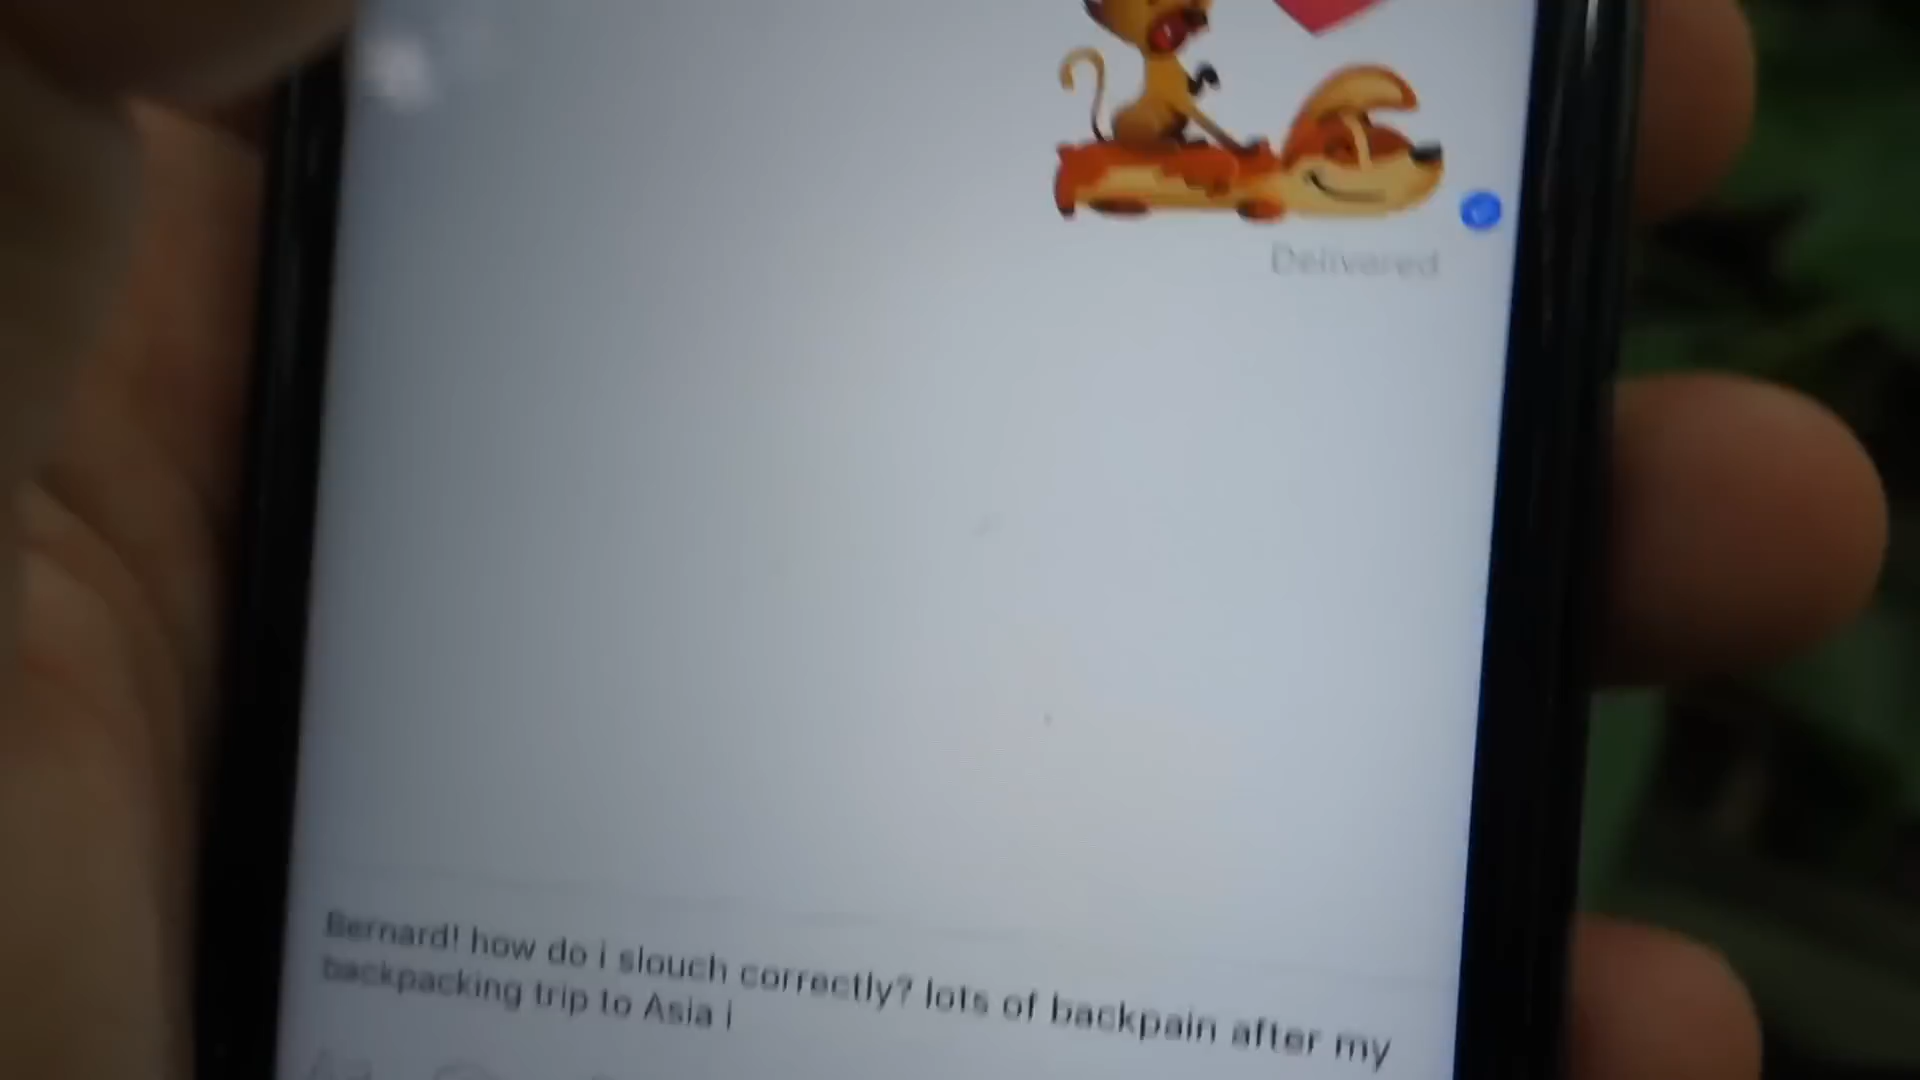 Delivered
Bernard! how do i slouch correctly? lots of backpain after my
backpacking trip to Asia i